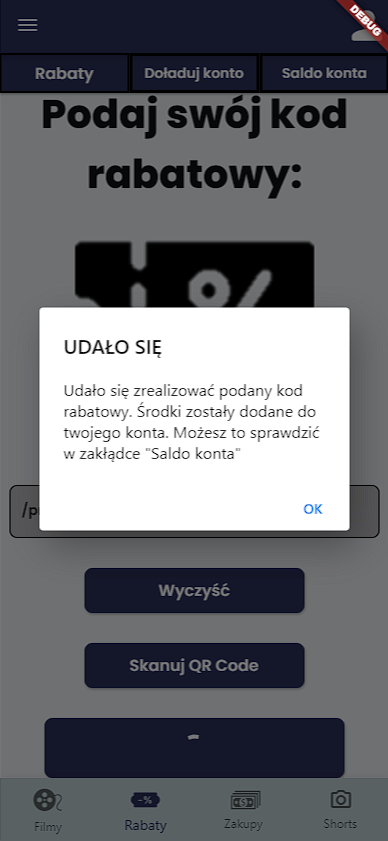 DEBUG
Rabaty
Doładuj konto
Saldo konta
Podaj swój kod
rabatowy:
%
UDAŁO SIĘ
Udało się zrealizować podany kod
rabatowy. Środki zostały dodane do
twojego konta. Możesz to sprawdzić
w zakłądce "Saldo konta"
OK
Wyczyść
Skanuj QR Code
-%
Filmy
Rabaty
Zakupy
Shorts